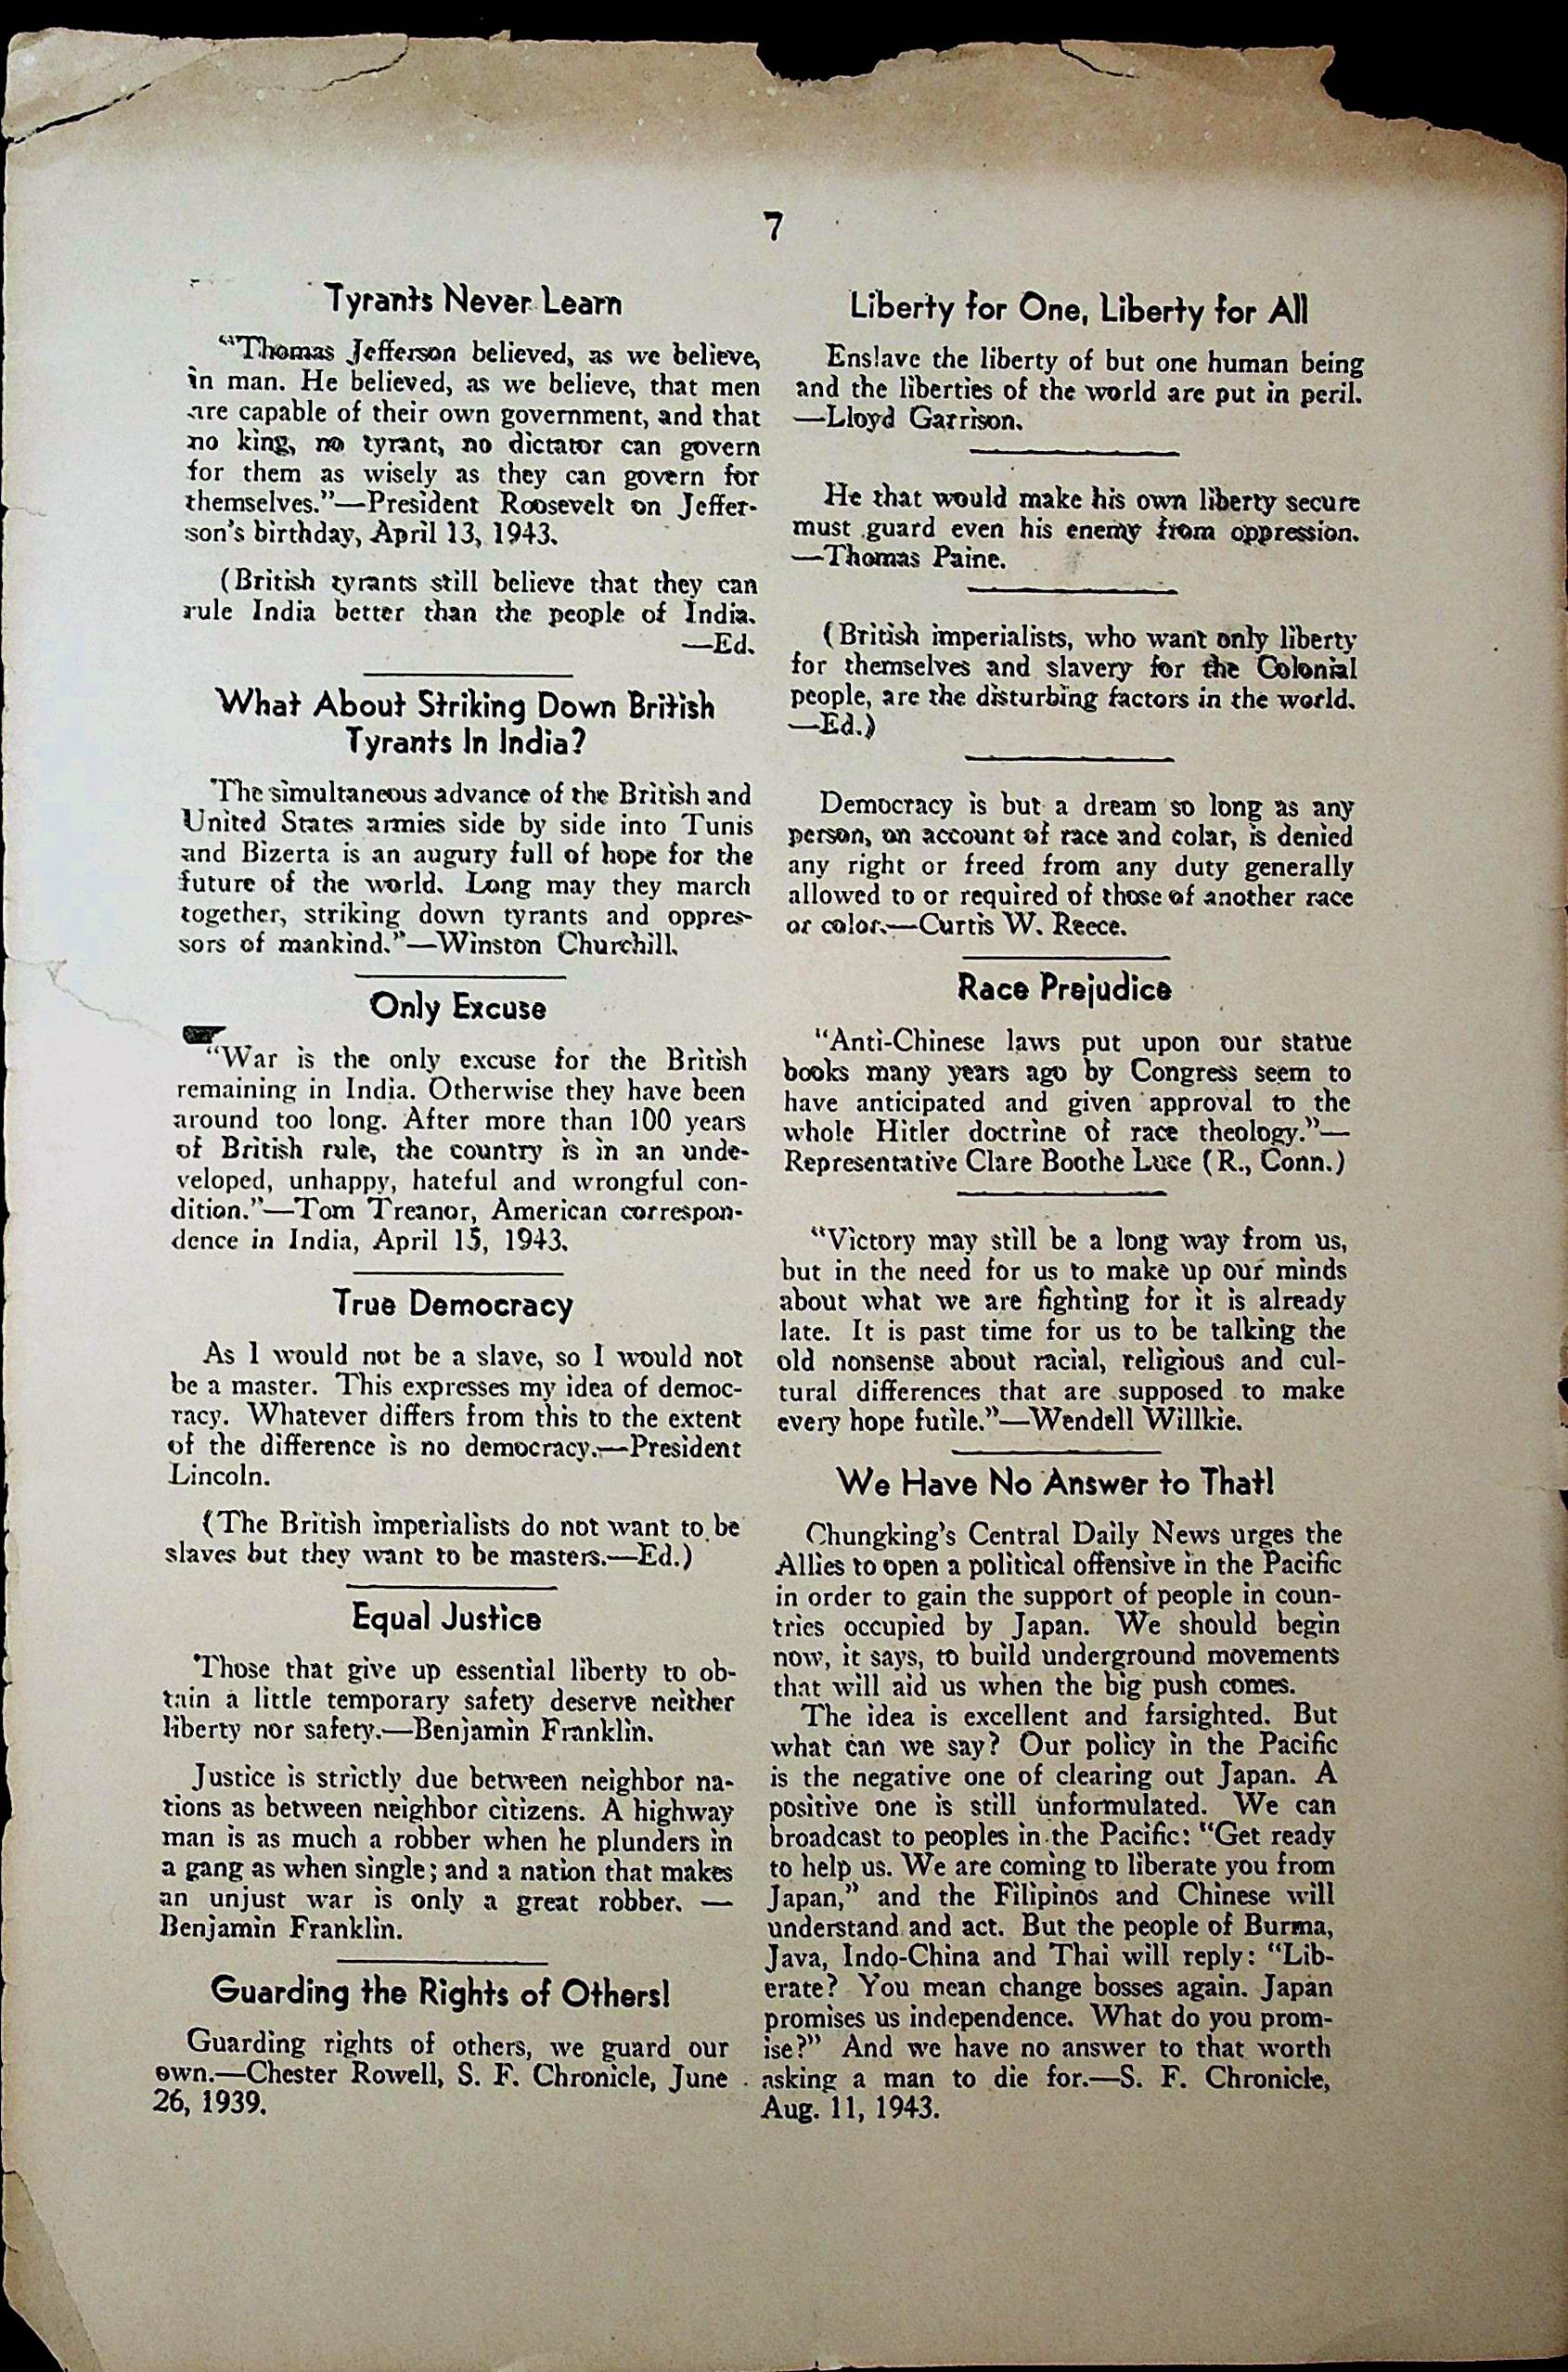 7
Tyrants Never Learn
"Thomas Jefferson believed, as we believe,
in man. He believed, as we believe, that men
are capable of their own government, and that
no king, no tyrant, no dictator can govern
for them as wisely as they can govern for
themselves."—President Roosevelt on Jeffer-
son's birthday, April 13, 1943.
(British tyrants still believe that they can
rule India better than the people of India.
—Ed.
What About Striking Down British
Tyrants In India?
"The simultaneous advance of the British and
United States armies side by side into Tunis
and Bizerta is an augury full of hope for the
future of the world. Long may they march
together, striking down tyrants and oppres-
sors of mankind."—Winston Churchill.
Only Excuse
"War is the only excuse for the British
remaining in India. Otherwise they have been
around too long. After more than 100 years
of British rule, the country is in an unde-
veloped, unhappy, hateful and wrongful con-
dition."—Tom Treanor, American correspon-
dence in India, April 15, 1943.
True Democracy
As I would not be a slave, so I would not
be a master. This expresses my idea of democ-
racy. Whatever differs from this to the extent
of the difference is no democracy.—President
Lincoln.
(The British imperialists do not want to be
slaves but they want to be masters.—Ed.)
Equal Justice
Those that give up essential liberty to ob-
tain a little temporary safety deserve neither
liberty nor safety.—Benjamin Franklin.
Justice is strictly due between neighbor na-
tions as between neighbor citizens. A highway
man is as much a robber when he plunders in
a gang as when single; and a nation that makes
an unjust war is only a great robber. —
Benjamin Franklin.
Guarding the Rights of Others!
Guarding rights of others, we guard our
own.—Chester Rowell, S. F. Chronicle, June
26, 1939.
Liberty for One, Liberty for All
Enslave the liberty of but one human being
and the liberties of the world are put in peril.
—Lloyd Garrison.
He that would make his own liberty secure
must guard even his enemy from oppression.
—Thomas Paine.
(British imperialists, who want only liberty
for themselves and slavery for the Colonial
people, are the disturbing factors in the world.
—Ed.)
Democracy is but a dream so long as any
person, on account of race and colar, is denied
any right or freed from any duty generally
allowed to or required of those of another race
or color.—Curtis W. Reece.
Race Prejudice
"Anti-Chinese laws put upon our statue
books many years ago by Congress seem to
have anticipated and given approval to the
whole Hitler doctrine of race theology."—
Representative Clare Boothe Luce (R., Conn.)
"Victory may still be a long way from us,
but in the need for us to make up our minds
about what we are fighting for it is already
late. It is past time for us to be talking the
old nonsense about racial, religious and cul-
tural differences that are supposed to make
every hope futile."—Wendell Willkie.
We Have No Answer to That!
Chungking's Central Daily News urges the
Allies to open a political offensive in the Pacific
in order to gain the support of people in coun-
tries occupied by Japan. We should begin
now, it says, to build underground movements
that will aid us when the big push comes.
The idea is excellent and farsighted. But
what can we say? Our policy in the Pacific
is the negative one of clearing out Japan. A
positive one is still unformulated. We can
broadcast to peoples in the Pacific: "Get ready
to help us. We are coming to liberate you from
Japan," and the Filipinos and Chinese will
understand and act. But the people of Burma,
Java, Indo-China and Thai will reply: "Lib-
erate? You mean change bosses again. Japan
promises us independence. What do you prom-
ise?" And we have no answer to that worth
asking a man to die for.—S. F. Chronicle,
Aug. 11, 1943.